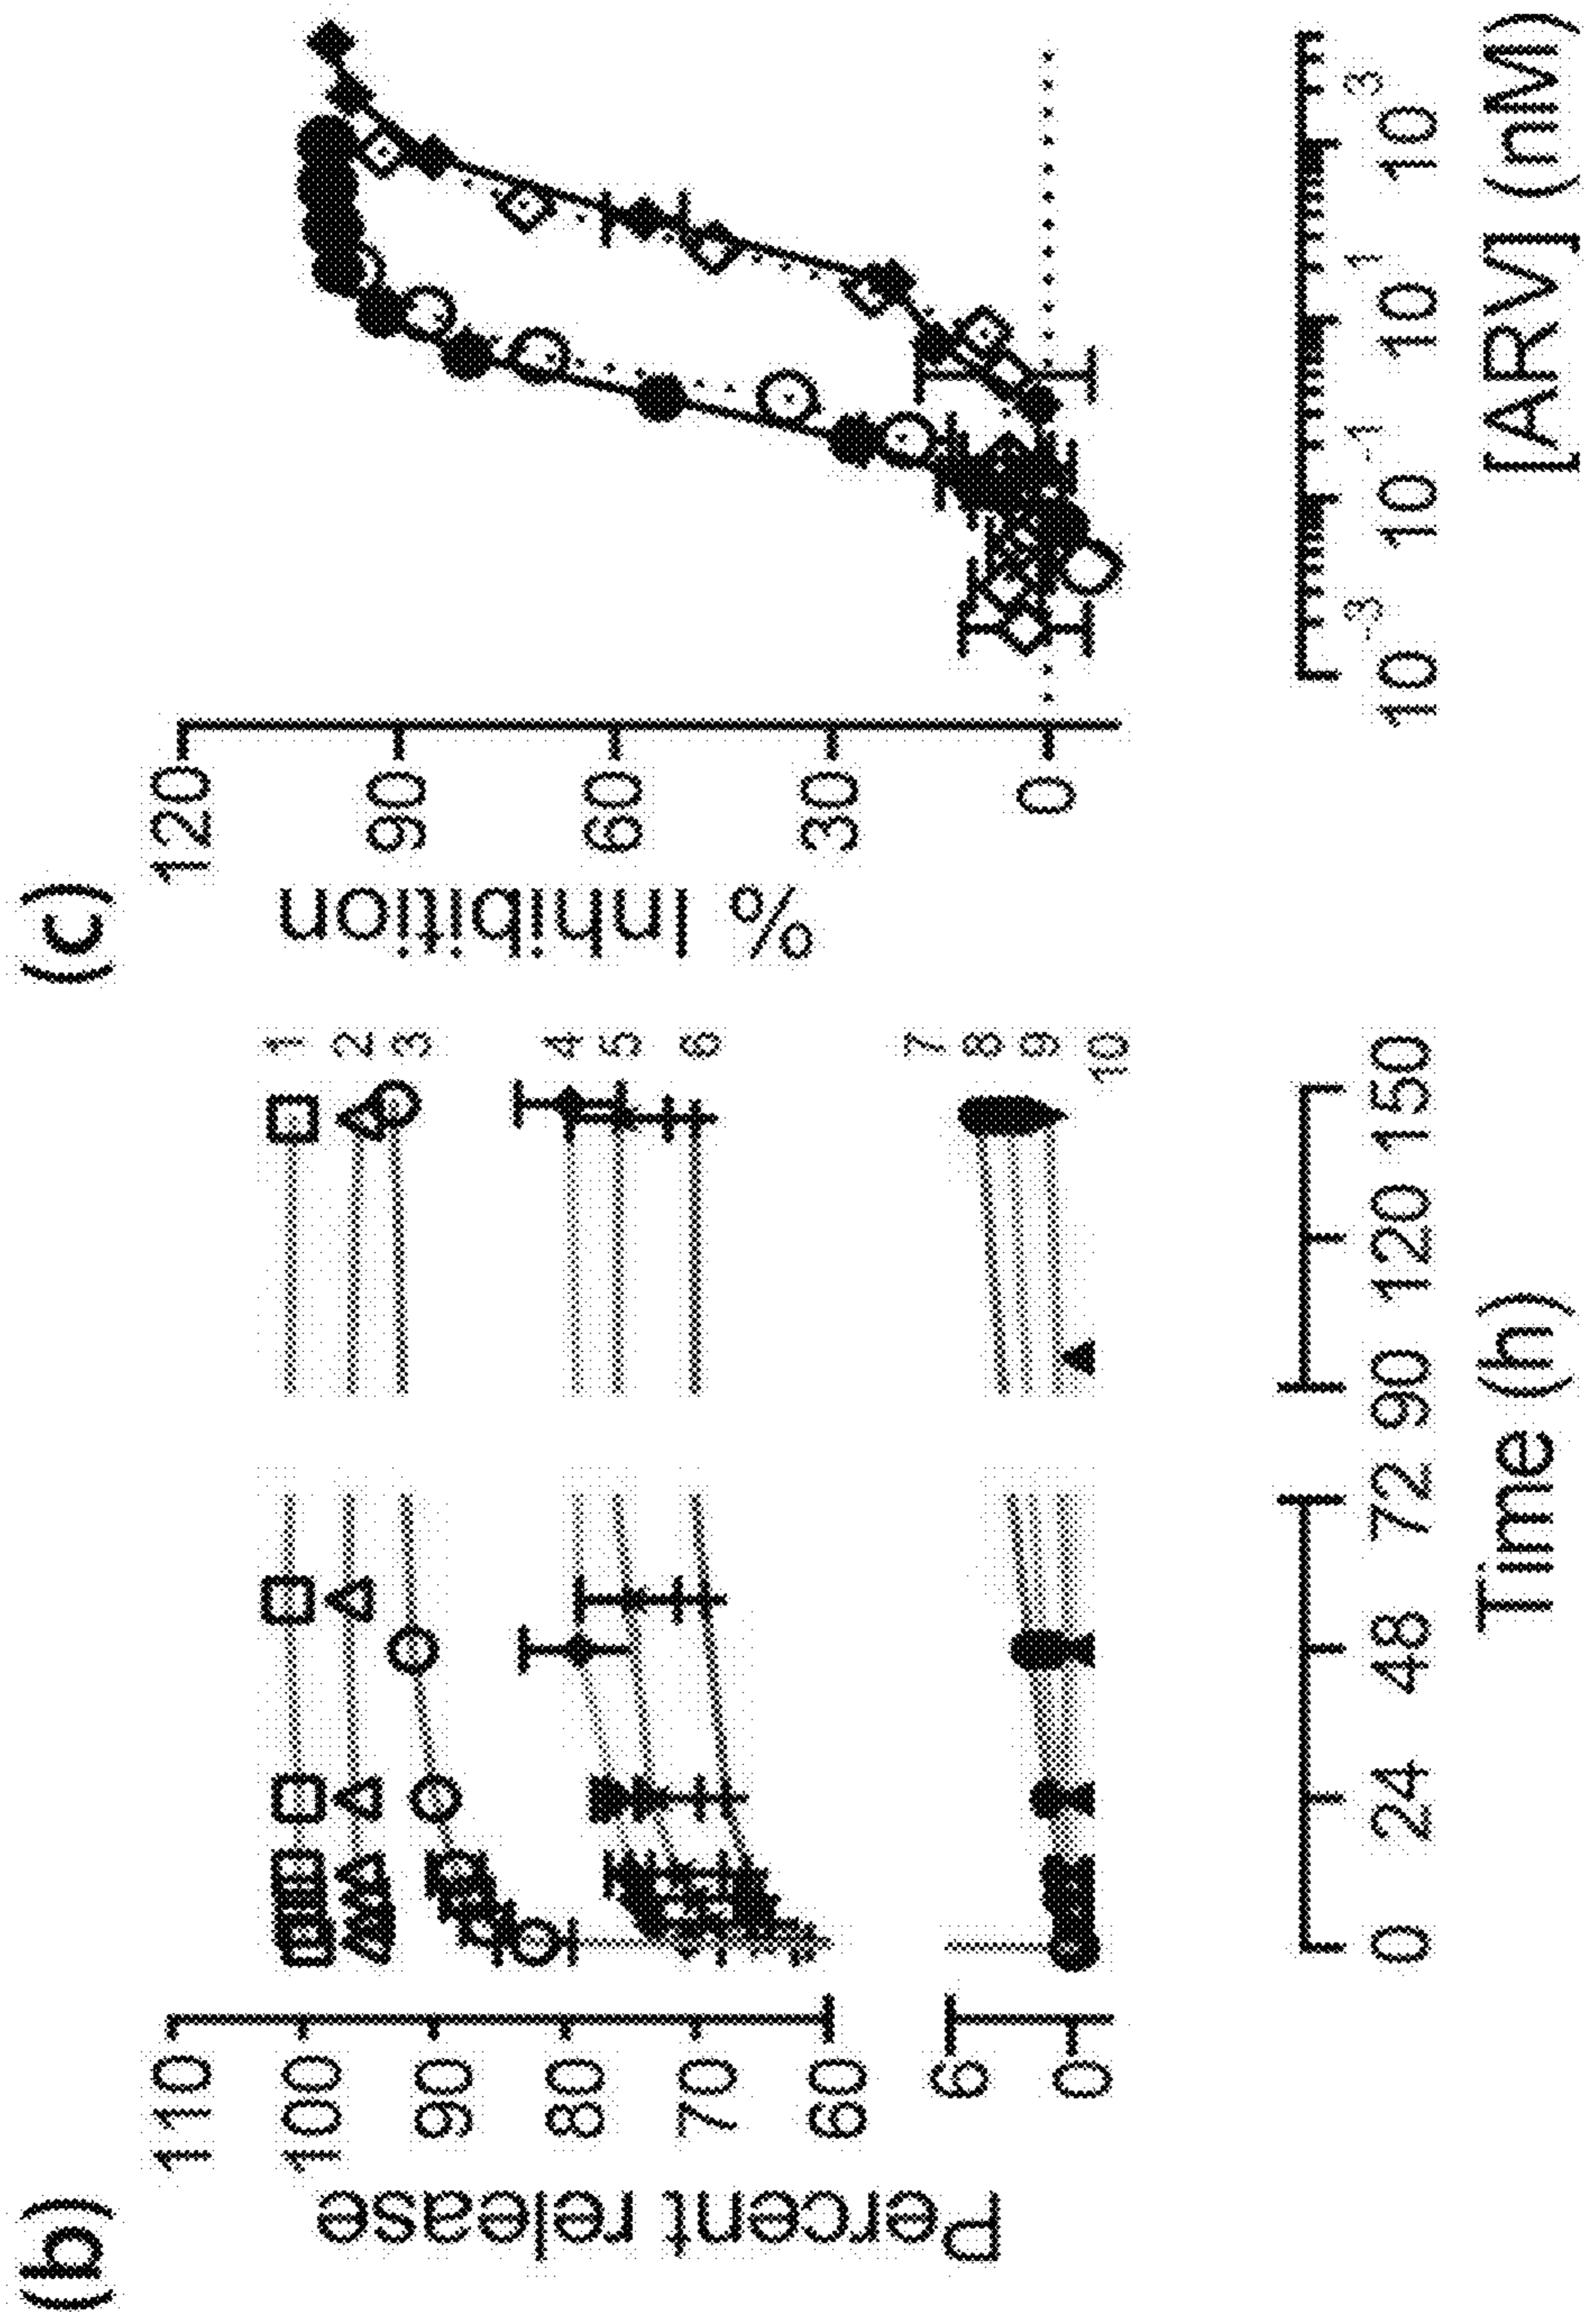 (b)
Percent release
110
100
90
80
70
60
6
0
1
2
3
4
5
6
7
8
9
10
0 24 48 72 90 120 150
Time (h)
(c)
% Inhibition
120
90
60
30
0
10⁻³ 10⁻¹ 10¹ 10³
[ARV] (nM)